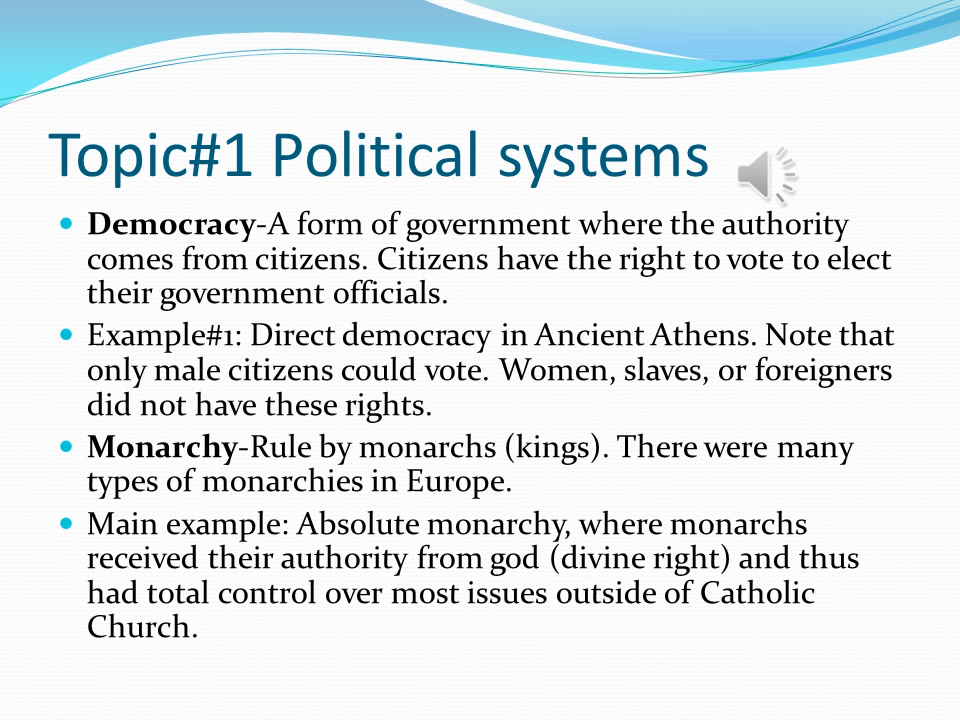 Topic#1 Political systems
Democracy-A form of government where the authority
comes from citizens. Citizens have the right to vote to elect
their government officials.
Example#1: Direct democracy in Ancient Athens. Note that
only male citizens could vote. Women, slaves, or foreigners
did not have these rights.
Monarchy-Rule by monarchs (kings). There were many
types of monarchies in Europe.
Main example: Absolute monarchy, where monarchs
received their authority from god (divine right) and thus
had total control over most issues outside of Catholic
Church.